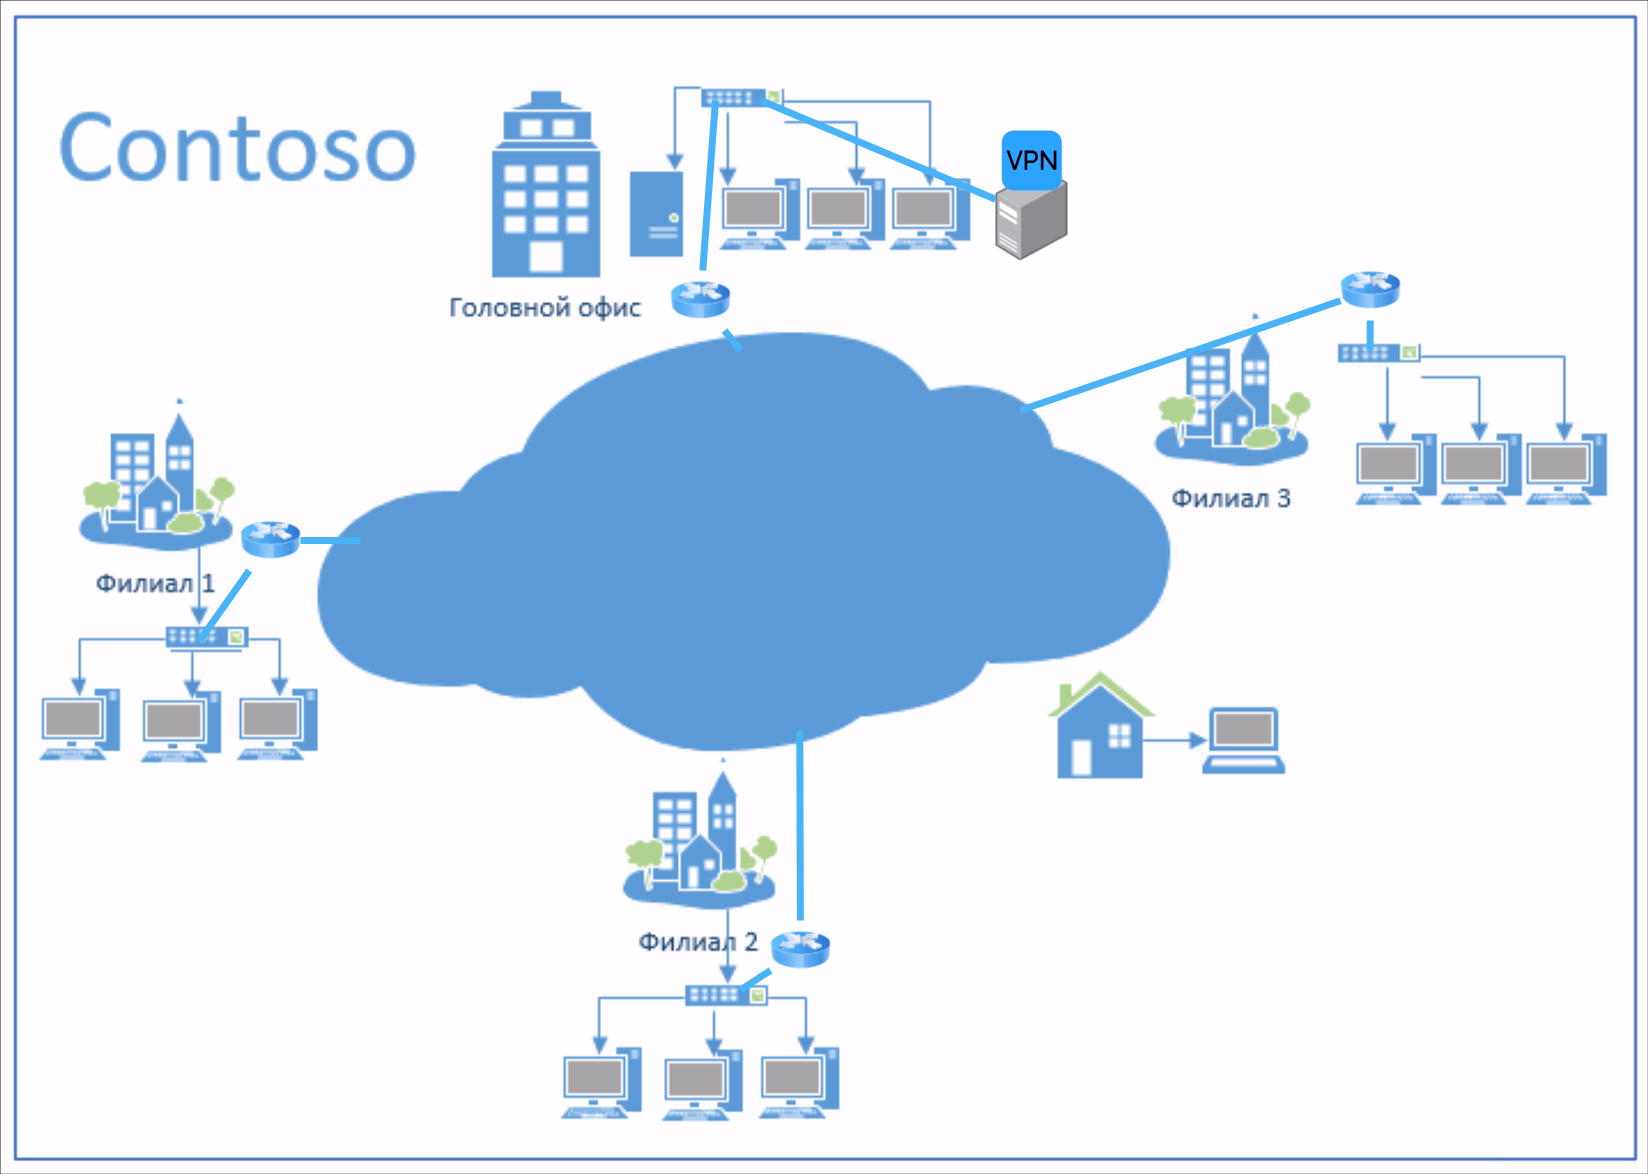 Contoso
VPN
Головной офис
Филиал 3
Филиал 1
Филиал 2